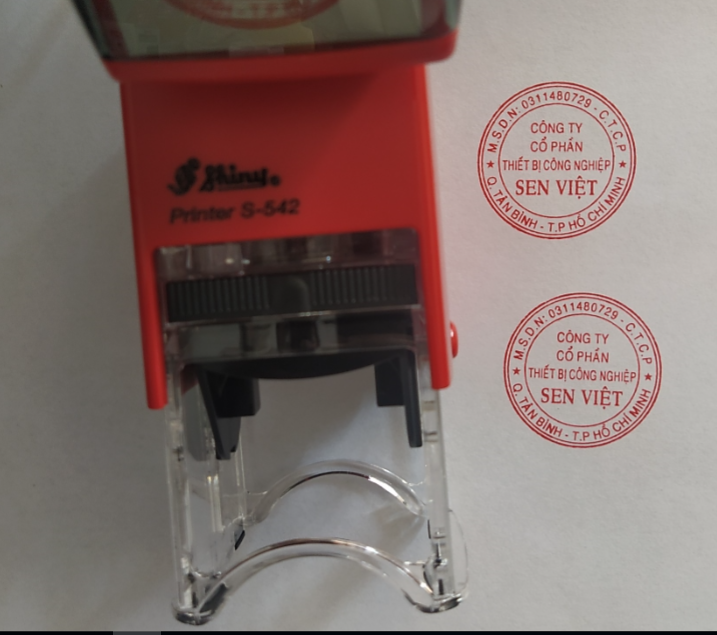 Shiny
Printer S-542
M.S.D.N: 0311480729 - C.T.C.P
CÔNG TY
CỔ PHẦN
THIẾT BỊ CÔNG NGHIỆP
SEN VIỆT
★ Q. TÂN BÌNH - T.P HỒ CHÍ MINH ★
M.S.D.N: 0311480729 - C.T.C.P
CÔNG TY
CỔ PHẦN
THIẾT BỊ CÔNG NGHIỆP
SEN VIỆT
★ Q. TÂN BÌNH - T.P HỒ CHÍ MINH ★